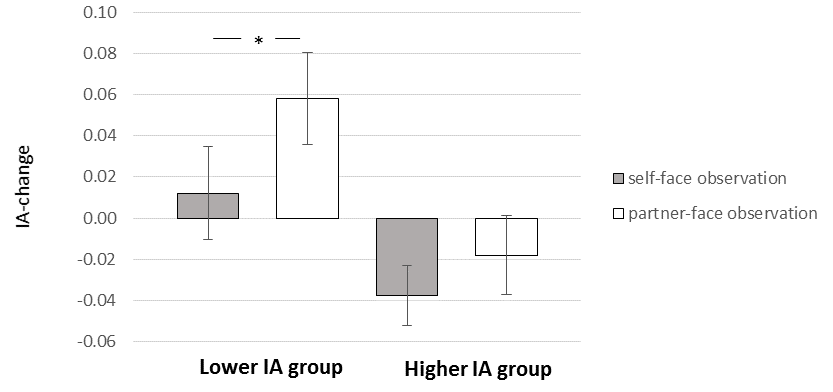 0.10
0.08
0.06
0.04
0.02
0.00
-0.02
-0.04
-0.06
IA-change
*
self-face observation
partner-face observation
Lower IA group
Higher IA group